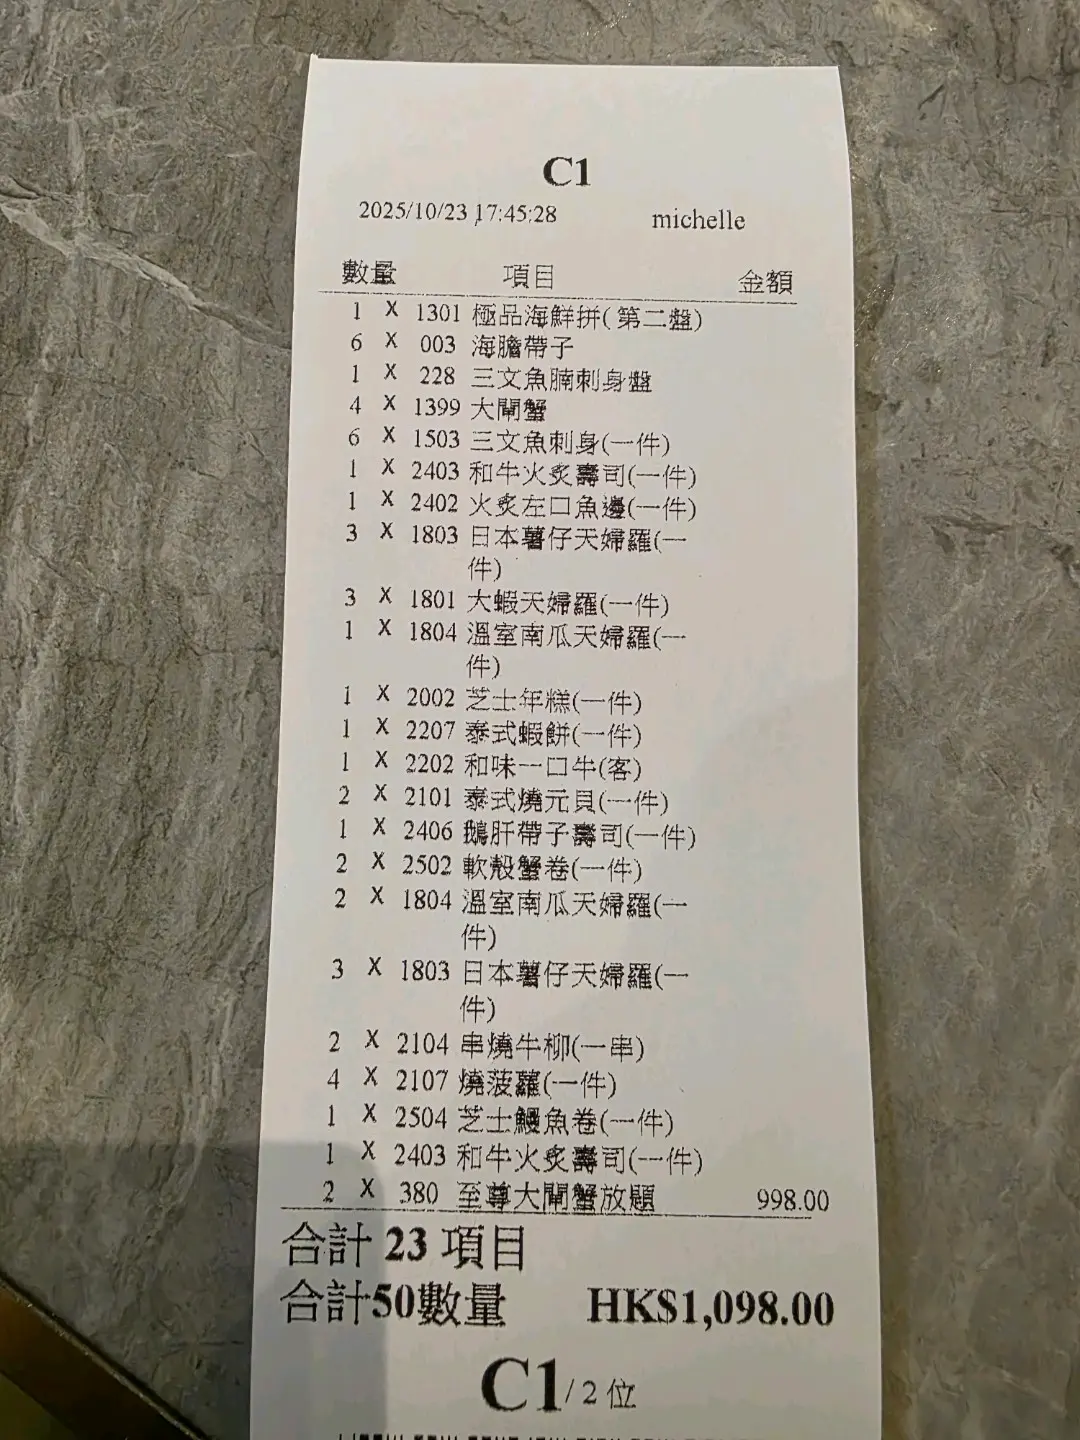 C1
2025/10/23 17:45:28 michelle
數量 項目 金額
1 X 1301 極品海鮮拼(第二盤)
6 X 003 海膽帶子
1 X 228 三文魚腩刺身盤
4 X 1399 大閘蟹
6 X 1503 三文魚刺身(一件)
1 X 2403 和牛火炙壽司(一件)
1 X 2402 火炙左口魚邊(一件)
3 X 1803 日本薯仔天婦羅(一
件)
3 X 1801 大蝦天婦羅(一件)
1 X 1804 溫室南瓜天婦羅(一
件)
1 X 2002 芝士年糕(一件)
1 X 2207 泰式蝦餅(一件)
1 X 2202 和味一口牛(客)
2 X 2101 泰式燒元貝(一件)
1 X 2406 鵝肝帶子壽司(一件)
2 X 2502 軟殼蟹卷(一件)
2 X 1804 溫室南瓜天婦羅(一
件)
3 X 1803 日本薯仔天婦羅(一
件)
2 X 2104 串燒牛柳(一串)
4 X 2107 燒菠蘿(一件)
1 X 2504 芝士鰻魚卷(一件)
1 X 2403 和牛火炙壽司(一件)
2 X 380 至尊大閘蟹放題 998.00
合計 23 項目
合計50數量 HK$1,098.00
C1/2 位